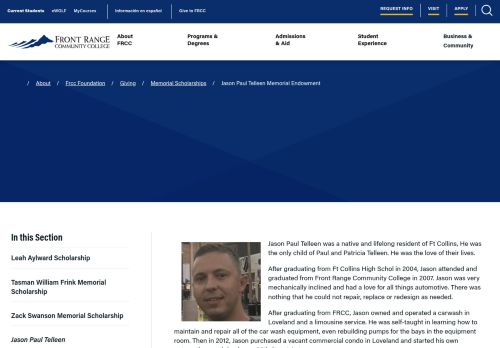 Current Students eWOLF MyCourses Información en español Give to FRCC REQUEST INFO VISIT APPLY
FRONT RANGE
COMMUNITY COLLEGE
About
FRCC
Programs &
Degrees
Admissions
& Aid
Student
Experience
Business &
Community
/ About / Frcc Foundation / Giving / Memorial Scholarships / Jason Paul Telleen Memorial Endowment
In this Section
Leah Aylward Scholarship
Tasman William Frink Memorial
Scholarship
Zack Swanson Memorial Scholarship
Jason Paul Telleen
Jason Paul Telleen was a native and lifelong resident of Ft Collins, He was
the only child of Paul and Patricia Telleen. He was the love of their lives.
After graduating from Ft Collins High Schol in 2004, Jason attended and
graduated from Front Range Community College in 2007. Jason was very
mechanically inclined and had a love for all things automotive. There was
nothing that he could not repair, replace or redesign as needed.
After graduating from FRCC, Jason owned and operated a carwash in
Loveland and a limousine service. He was self-taught in learning how to
maintain and repair all of the car wash equipment, even rebuilding pumps for the bays in the equipment
room. Then in 2012, Jason purchased a vacant commercial condo in Loveland and started his own